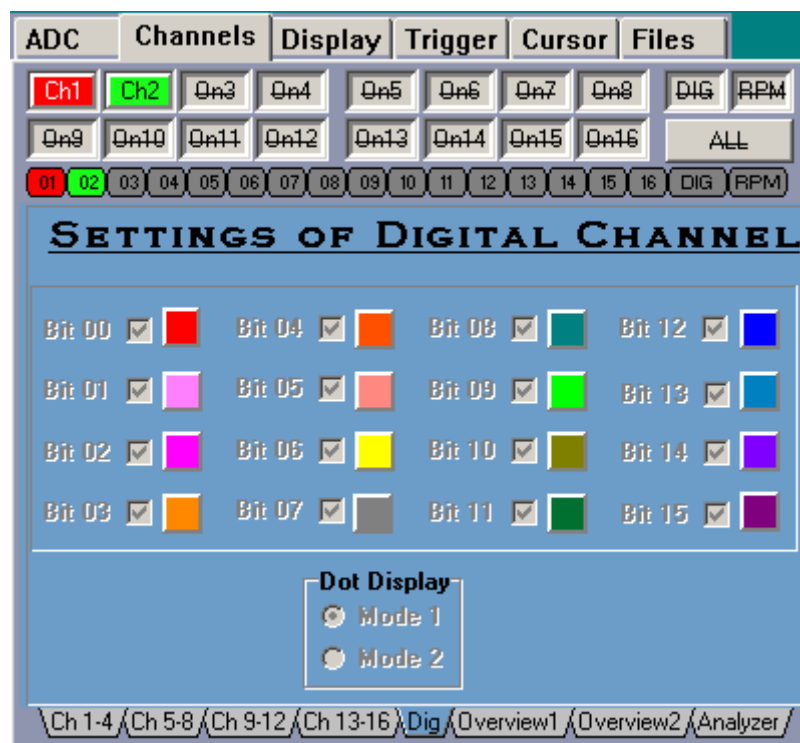 ADC Channels Display Trigger Cursor Files
Ch1 Ch2 On3 On4 On5 On6 On7 On8 DIG RPM
On9 On10 On11 On12 On13 On14 On15 On16 ALL
01 02 03 04 05 06 07 08 09 10 11 12 13 14 15 16 DIG RPM
SETTINGS OF DIGITAL CHANNEL
Bit 00 Bit 04 Bit 08 Bit 12
Bit 01 Bit 05 Bit 09 Bit 13
Bit 02 Bit 06 Bit 10 Bit 14
Bit 03 Bit 07 Bit 11 Bit 15
Dot Display
Mode 1
Mode 2
Ch 1-4 Ch 5-8 Ch 9-12 Ch 13-16 Dig Overview1 Overview2 Analyzer